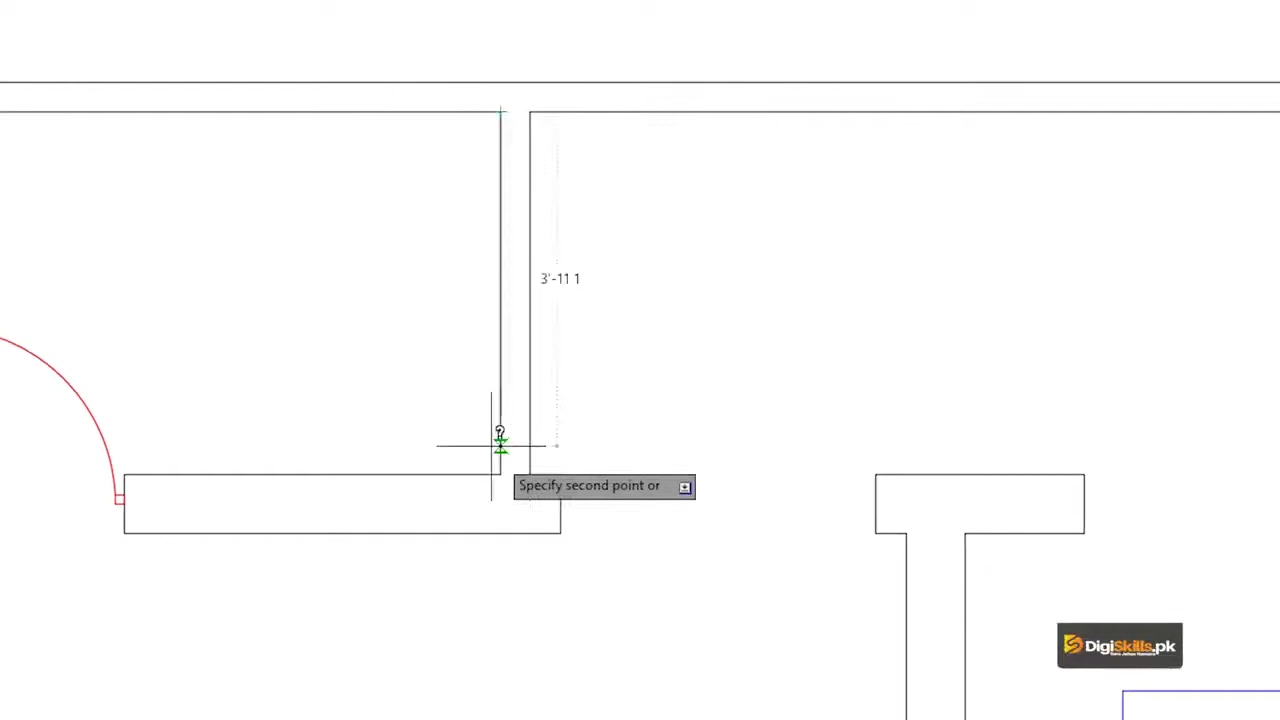 3'-11 1
Specify second point or
DigiSkills.pk